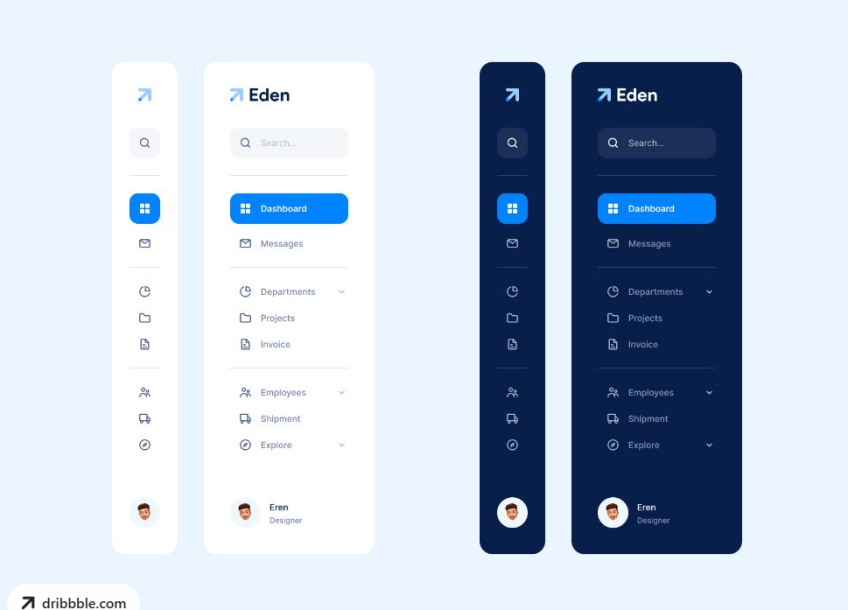 Eden
Search...
Dashboard
Messages
Departments
Projects
Invoice
Employees
Shipment
Explore
Eren
Designer
Eden
Search...
Dashboard
Messages
Departments
Projects
Invoice
Employees
Shipment
Explore
Eren
Designer
dribbble.com